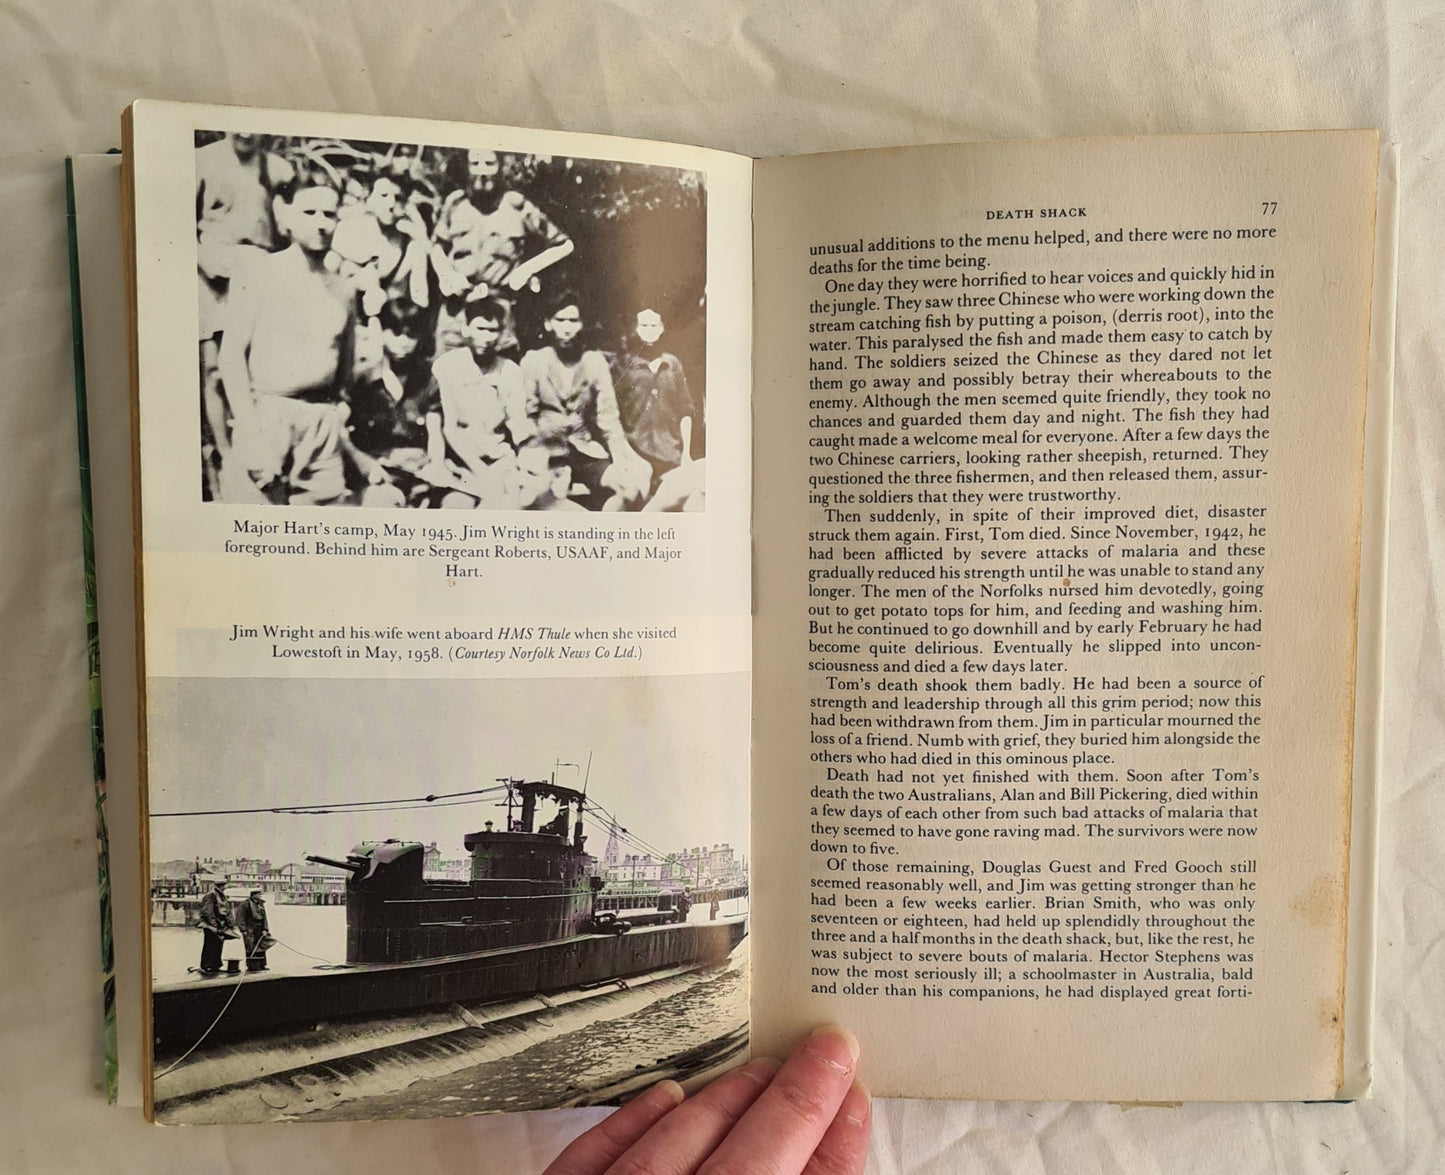 Major Hart's camp, May 1945. Jim Wright is standing in the left
foreground. Behind him are Sergeant Roberts, USAAF, and Major
Hart.
Jim Wright and his wife went aboard HMS Thule when she visited
Lowestoft in May, 1958. (Courtesy Norfolk News Co Ltd.)
DEATH SHACK 77
unusual additions to the menu helped, and there were no more
deaths for the time being.
One day they were horrified to hear voices and quickly hid in
the jungle. They saw three Chinese who were working down the
stream catching fish by putting a poison, (derris root), into the
water. This paralysed the fish and made them easy to catch by
hand. The soldiers seized the Chinese as they dared not let
them go away and possibly betray their whereabouts to the
enemy. Although the men seemed quite friendly, they took no
chances and guarded them day and night. The fish they had
caught made a welcome meal for everyone. After a few days the
two Chinese carriers, looking rather sheepish, returned. They
questioned the three fishermen, and then released them, assur-
ing the soldiers that they were trustworthy.
Then suddenly, in spite of their improved diet, disaster
struck them again. First, Tom died. Since November, 1942, he
had been afflicted by severe attacks of malaria and these
gradually reduced his strength until he was unable to stand any
longer. The men of the Norfolks nursed him devotedly, going
out to get potato tops for him, and feeding and washing him.
But he continued to go downhill and by early February he had
become quite delirious. Eventually he slipped into uncon-
sciousness and died a few days later.
Tom's death shook them badly. He had been a source of
strength and leadership through all this grim period; now this
had been withdrawn from them. Jim in particular mourned the
loss of a friend. Numb with grief, they buried him alongside the
others who had died in this ominous place.
Death had not yet finished with them. Soon after Tom's
death the two Australians, Alan and Bill Pickering, died within
a few days of each other from such bad attacks of malaria that
they seemed to have gone raving mad. The survivors were now
down to five.
Of those remaining, Douglas Guest and Fred Gooch still
seemed reasonably well, and Jim was getting stronger than he
had been a few weeks earlier. Brian Smith, who was only
seventeen or eighteen, had held up splendidly throughout the
three and a half months in the death shack, but, like the rest, he
was subject to severe bouts of malaria. Hector Stephens was
now the most seriously ill; a schoolmaster in Australia, bald
and older than his companions, he had displayed great forti-